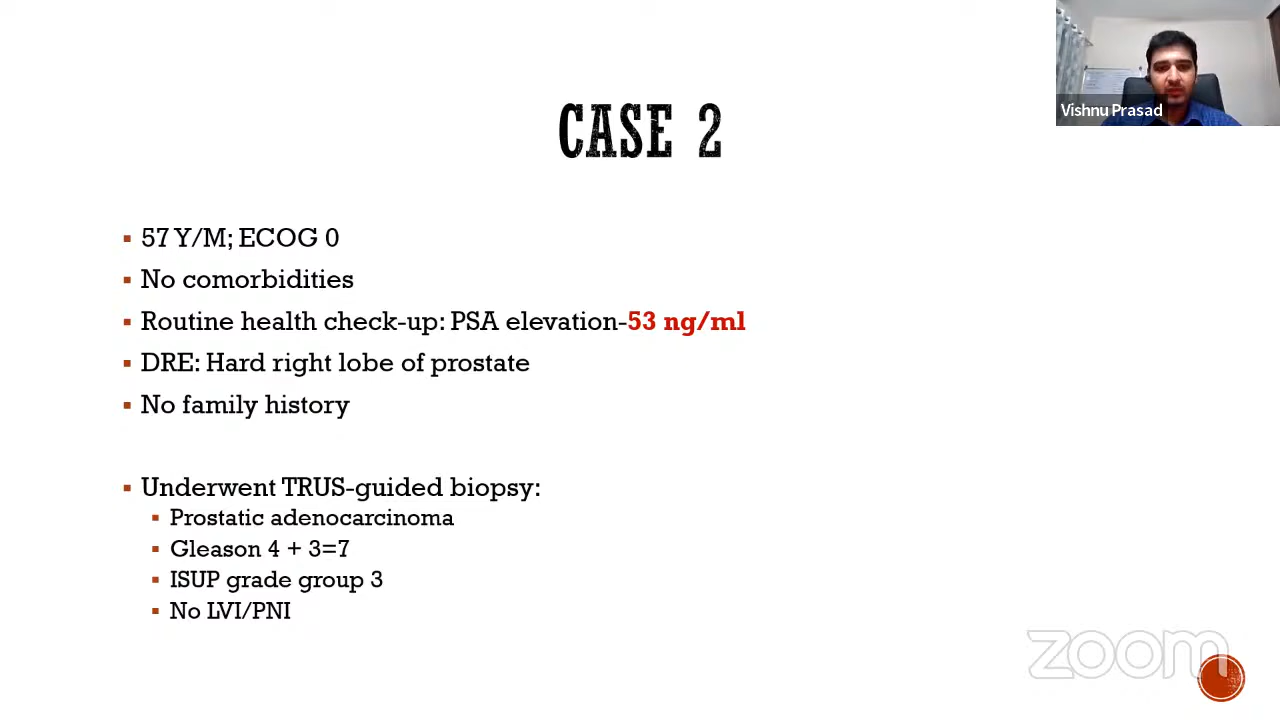 Vishnu Prasad
CASE 2
57 Y/M; ECOG 0
No comorbidities
Routine health check-up: PSA elevation-53 ng/ml
DRE: Hard right lobe of prostate
No family history
Underwent TRUS-guided biopsy:
Prostatic adenocarcinoma
Gleason 4 + 3=7
ISUP grade group 3
No LVI/PNI
zoom